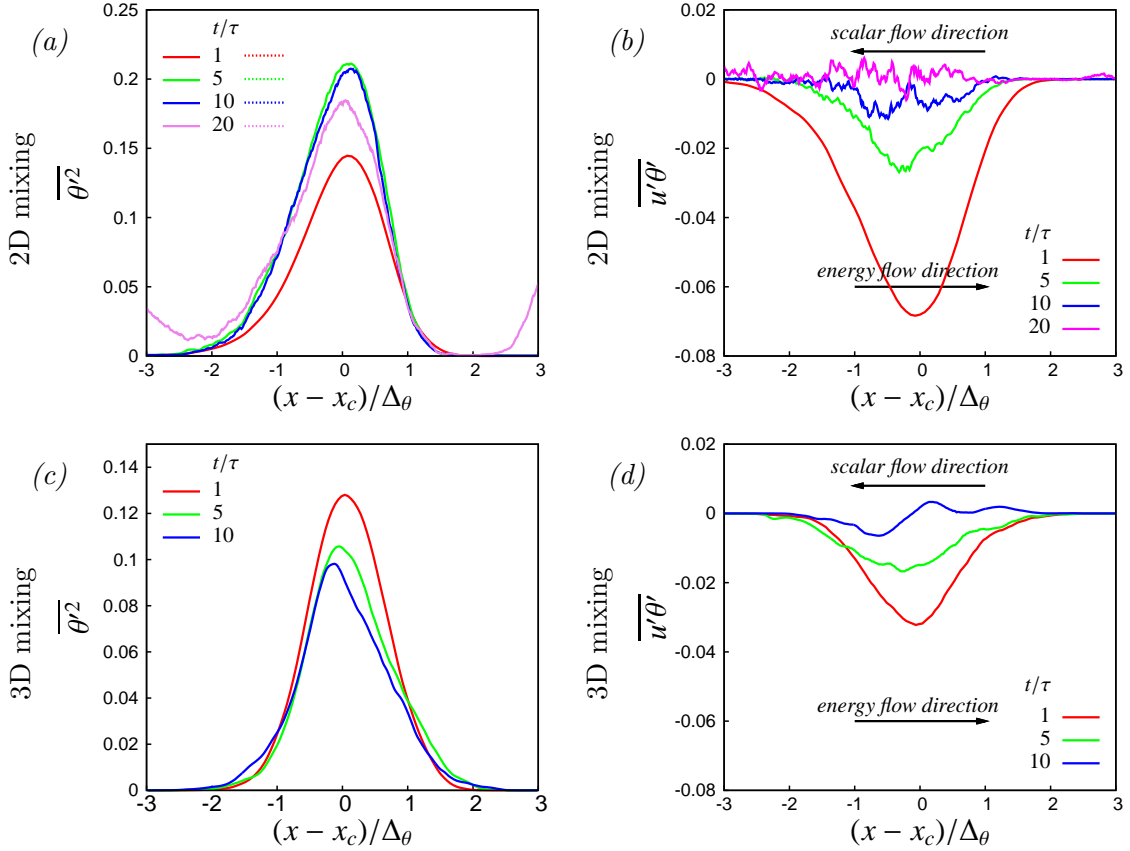 (a)
t/τ
1
5
10
20
0.25
0.20
0.15
0.10
0.05
0
2D mixing
θ′²
-3 -2 -1 0 1 2 3
(x − x_c)/Δ_θ
(b)
scalar flow direction
energy flow direction
t/τ
1
5
10
20
0.02
0
-0.02
-0.04
-0.06
-0.08
2D mixing
u′θ′
-3 -2 -1 0 1 2 3
(x − x_c)/Δ_θ
(c)
t/τ
1
5
10
0.14
0.12
0.1
0.08
0.06
0.04
0.02
0
3D mixing
θ′²
-3 -2 -1 0 1 2 3
(x − x_c)/Δ_θ
(d)
scalar flow direction
energy flow direction
t/τ
1
5
10
0.02
0
-0.02
-0.04
-0.06
-0.08
3D mixing
u′θ′
-3 -2 -1 0 1 2 3
(x − x_c)/Δ_θ